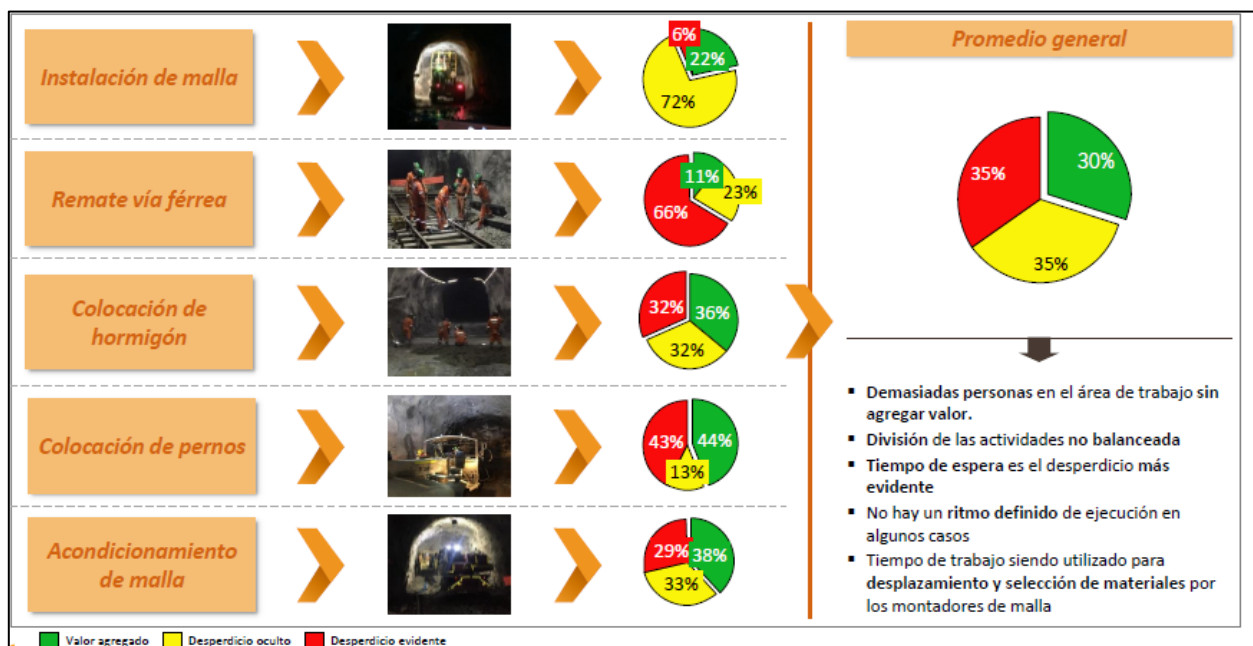 Instalación de malla
6%
22%
72%
Remate vía férrea
11%
23%
66%
Colocación de
hormigón
32%
36%
32%
Colocación de pernos
43%
44%
13%
Acondicionamiento
de malla
29%
38%
33%
Valor agregado
Desperdicio oculto
Desperdicio evidente
Promedio general
35%
30%
35%
▪ Demasiadas personas en el área de trabajo sin
agregar valor.
▪ División de las actividades no balanceada
▪ Tiempo de espera es el desperdicio más
evidente
▪ No hay un ritmo definido de ejecución en
algunos casos
▪ Tiempo de trabajo siendo utilizado para
desplazamiento y selección de materiales por
los montadores de malla